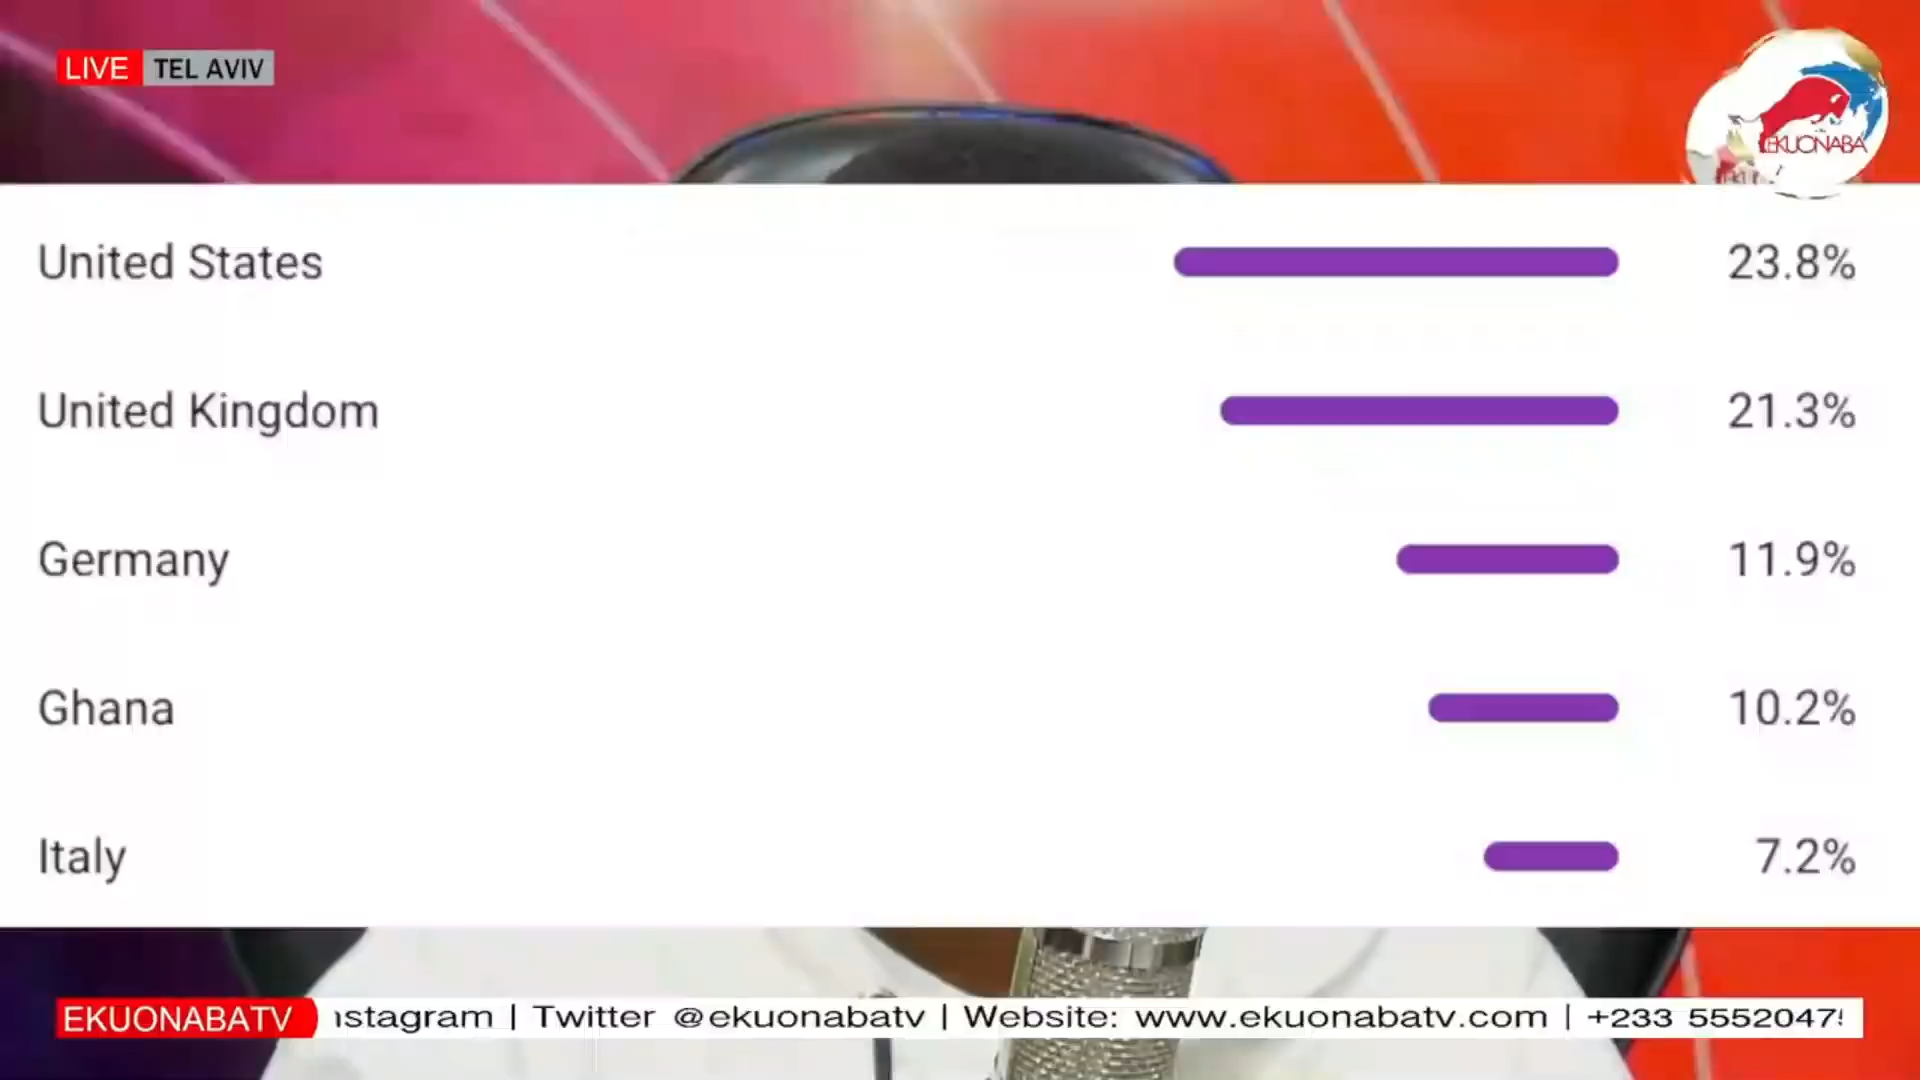 LIVE TEL AVIV
EKUONABA
United States 23.8%
United Kingdom 21.3%
Germany 11.9%
Ghana 10.2%
Italy 7.2%
EKUONABATV | Twitter @ekuonabatv | Website: www.ekuonabatv.com | +233 5552047